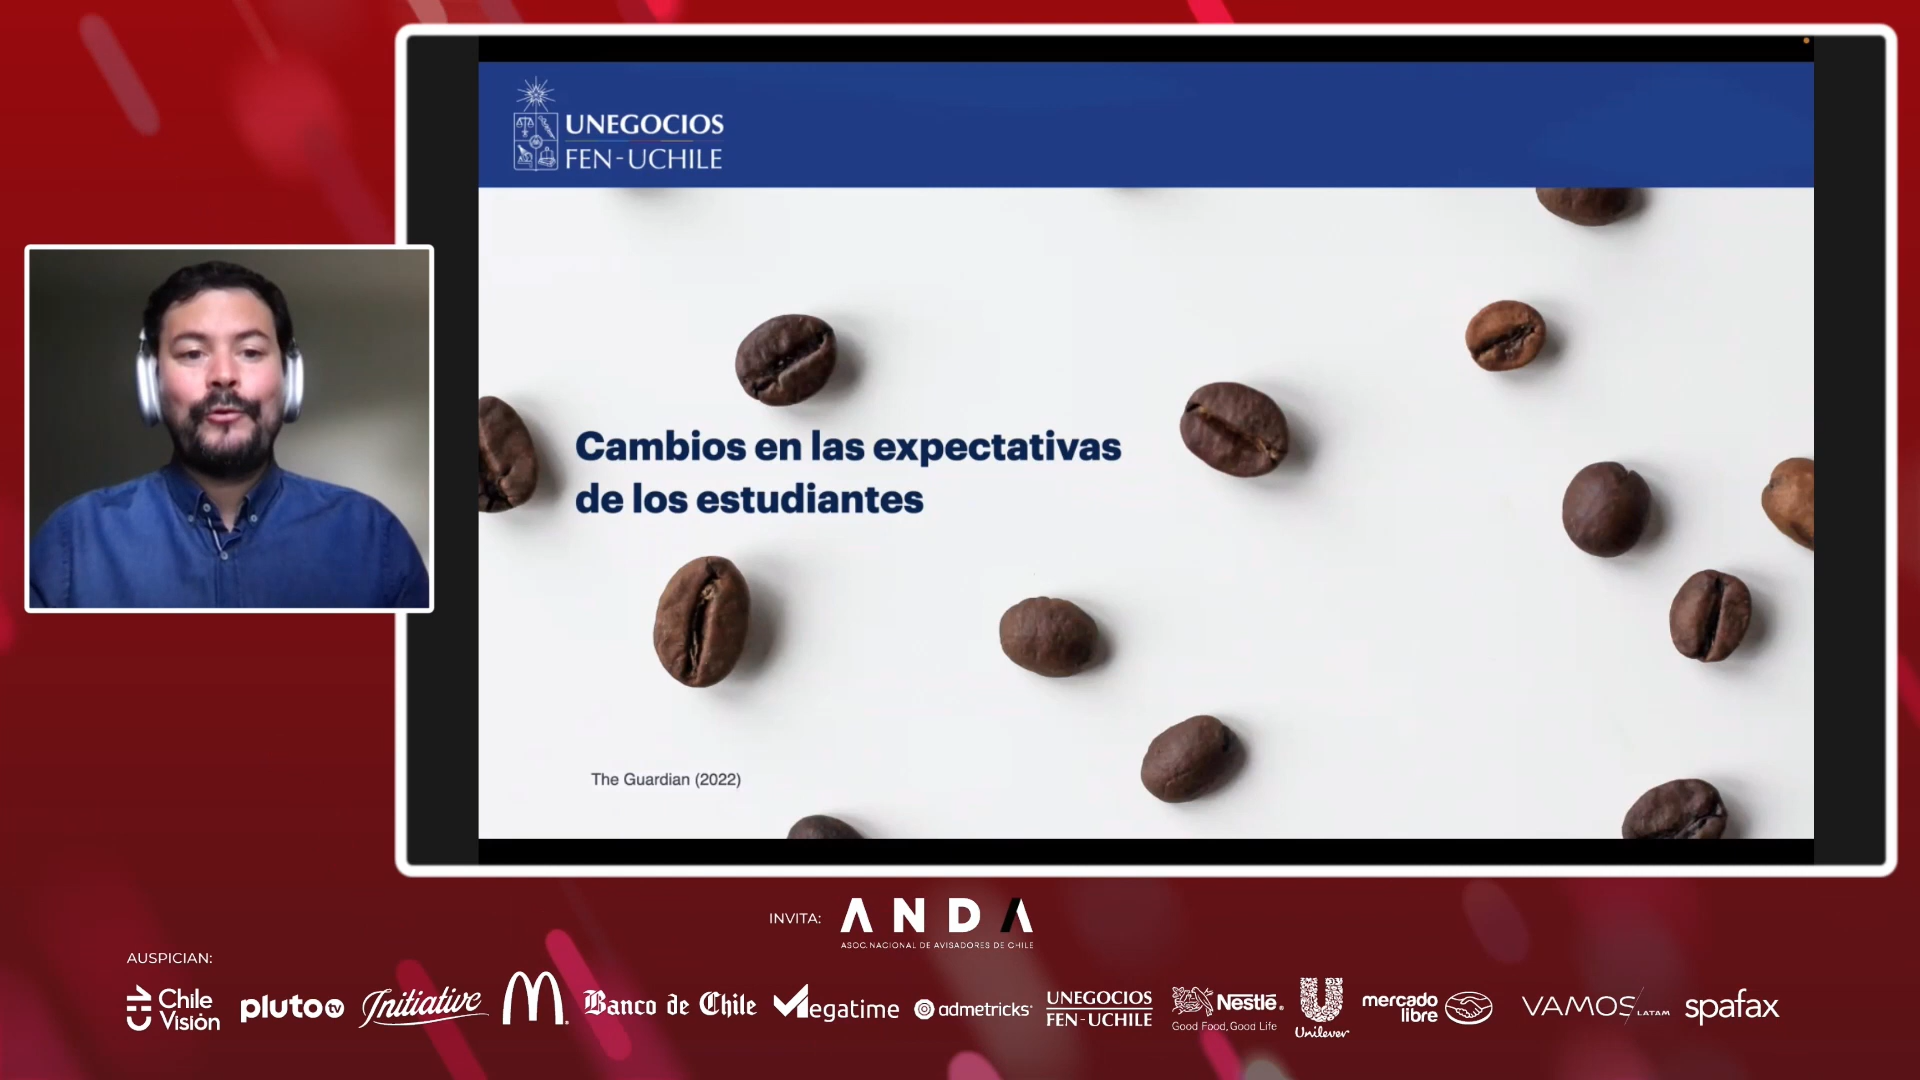 UNEGOCIOS
FEN-UCHILE
Cambios en las expectativas
de los estudiantes
The Guardian (2022)
INVITA:
ANDA
ASOC. NACIONAL DE AVISADORES DE CHILE
AUSPICIAN:
CHV
Chile
Visión
pluto tv
Initiative
M
Banco de Chile
Megatime
admetricks
UNEGOCIOS
FEN-UCHILE
Nestlé
Good Food, Good Life
Unilever
mercado
libre
VAMOS/LATAM
spafax